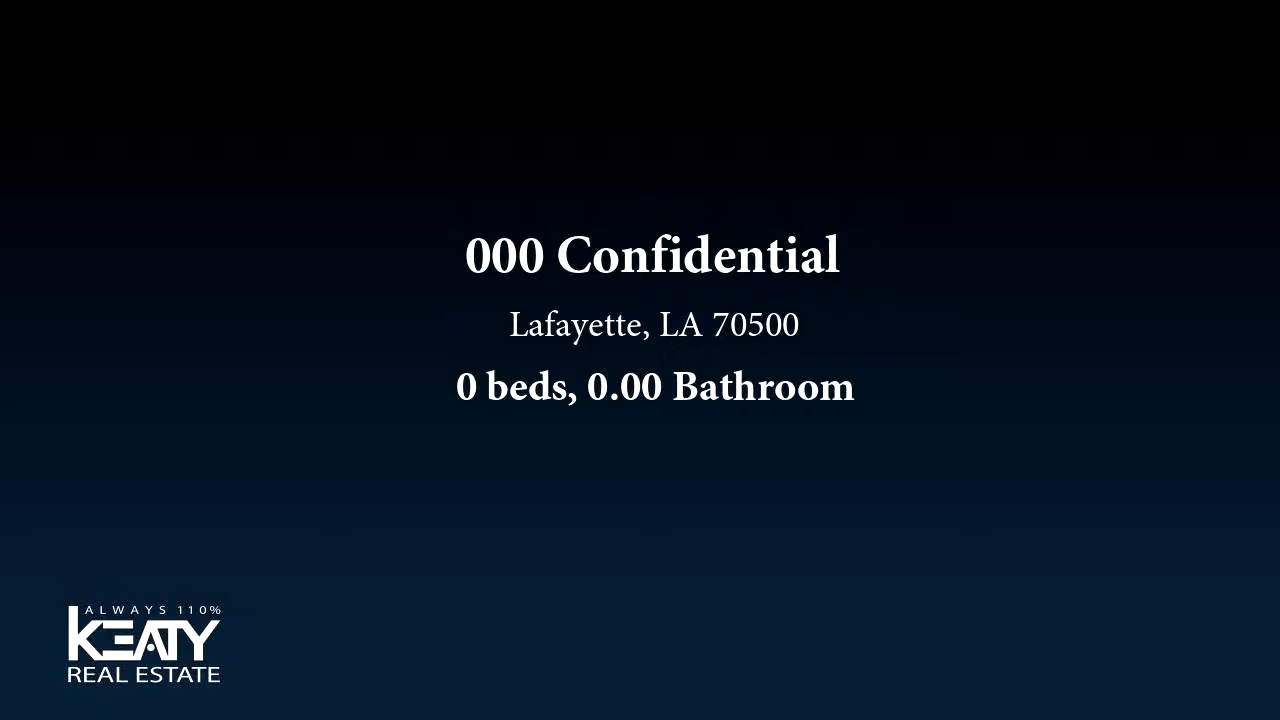 000 Confidential
Lafayette, LA 70500
0 beds, 0.00 Bathroom
ALWAYS 110%
KEATY
REAL ESTATE